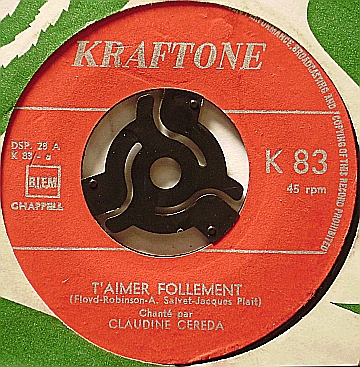 KRAFTONE
PERFORMANCE, BROADCASTING AND COPYING OF THIS RECORD PROHIBITED
DSP. 28 A
K 83 - a
BIEM
CHAPPELL
K 83
45 rpm
T'AIMER FOLLEMENT
(Floyd-Robinson-A. Salvet-Jacques Plait)
Chanté par
CLAUDINE CEREDA